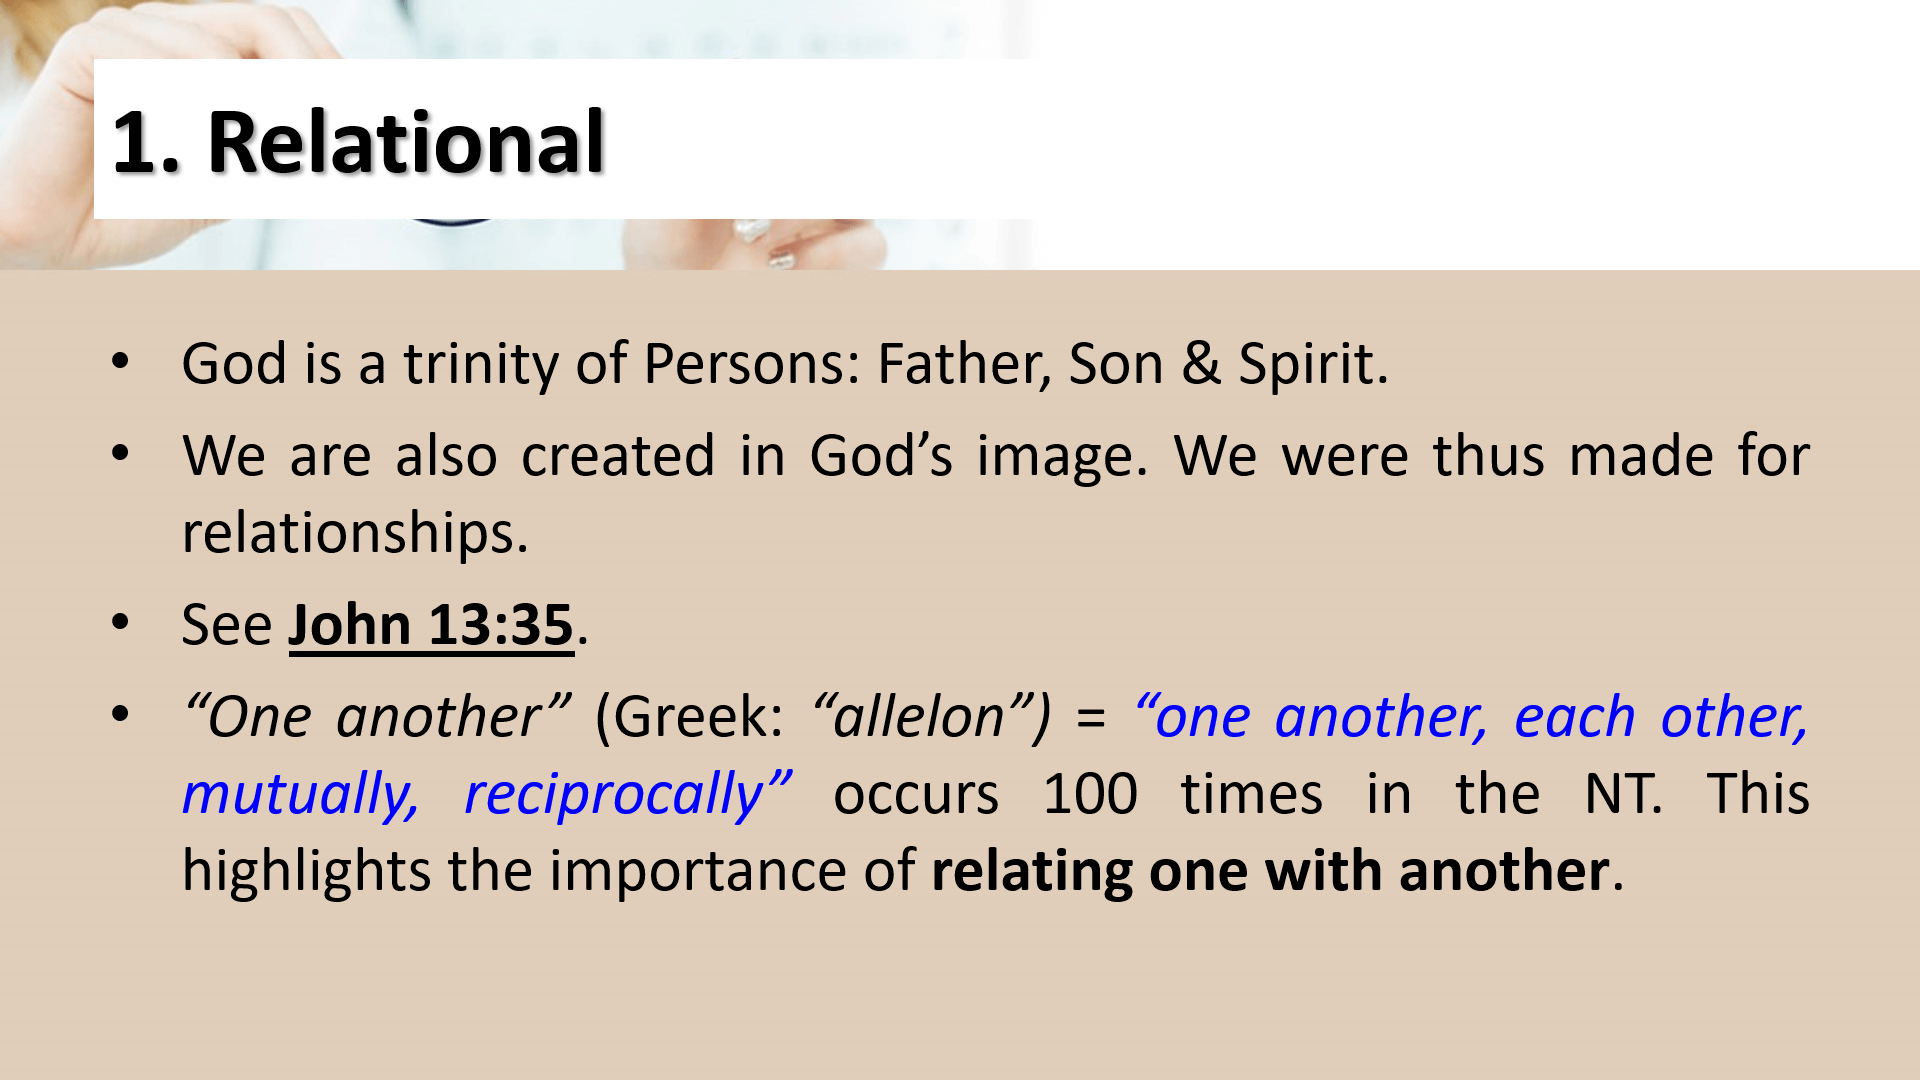 1. Relational
• God is a trinity of Persons: Father, Son & Spirit.
• We are also created in God’s image. We were thus made for
relationships.
• See John 13:35.
• “One another” (Greek: “allelon”) = “one another, each other,
mutually, reciprocally” occurs 100 times in the NT. This
highlights the importance of relating one with another.